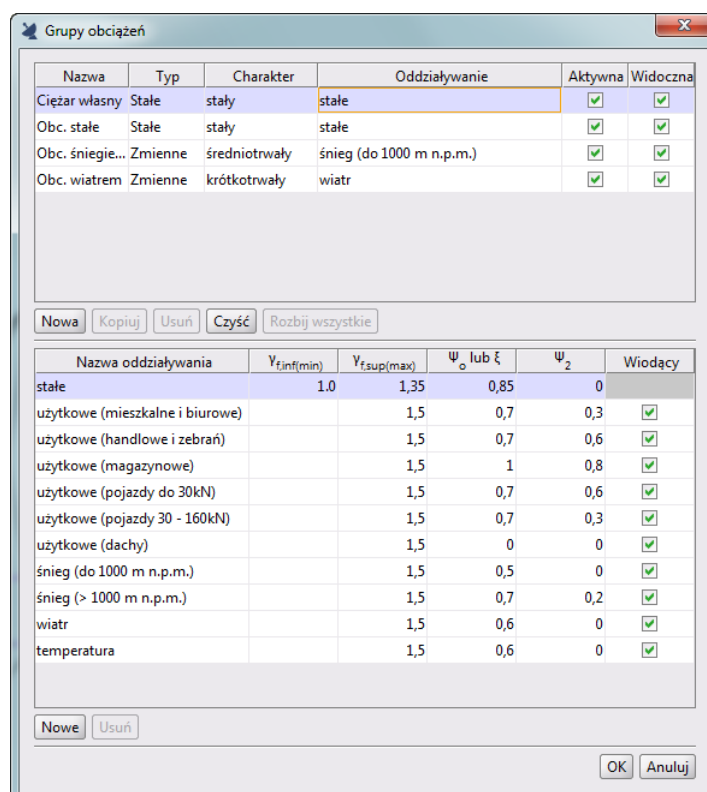 Grupy obciążeń
Nazwa Typ Charakter Oddziaływanie Aktywna Widoczna
Ciężar własny Stałe stały stałe
Obc. stałe Stałe stały stałe
Obc. śniegie... Zmienne średniotrwały śnieg (do 1000 m n.p.m.)
Obc. wiatrem Zmienne krótkotrwały wiatr
Nowa Kopiuj Usuń Czyść Rozbij wszystkie
Nazwa oddziaływania γf,inf(min) γf,sup(max) Ψo lub ξ Ψ2 Wiodący
stałe 1.0 1,35 0,85 0
użytkowe (mieszkalne i biurowe) 1,5 0,7 0,3
użytkowe (handlowe i zebrań) 1,5 0,7 0,6
użytkowe (magazynowe) 1,5 1 0,8
użytkowe (pojazdy do 30kN) 1,5 0,7 0,6
użytkowe (pojazdy 30 - 160kN) 1,5 0,7 0,3
użytkowe (dachy) 1,5 0 0
śnieg (do 1000 m n.p.m.) 1,5 0,5 0
śnieg (> 1000 m n.p.m.) 1,5 0,7 0,2
wiatr 1,5 0,6 0
temperatura 1,5 0,6 0
Nowe Usuń
OK Anuluj